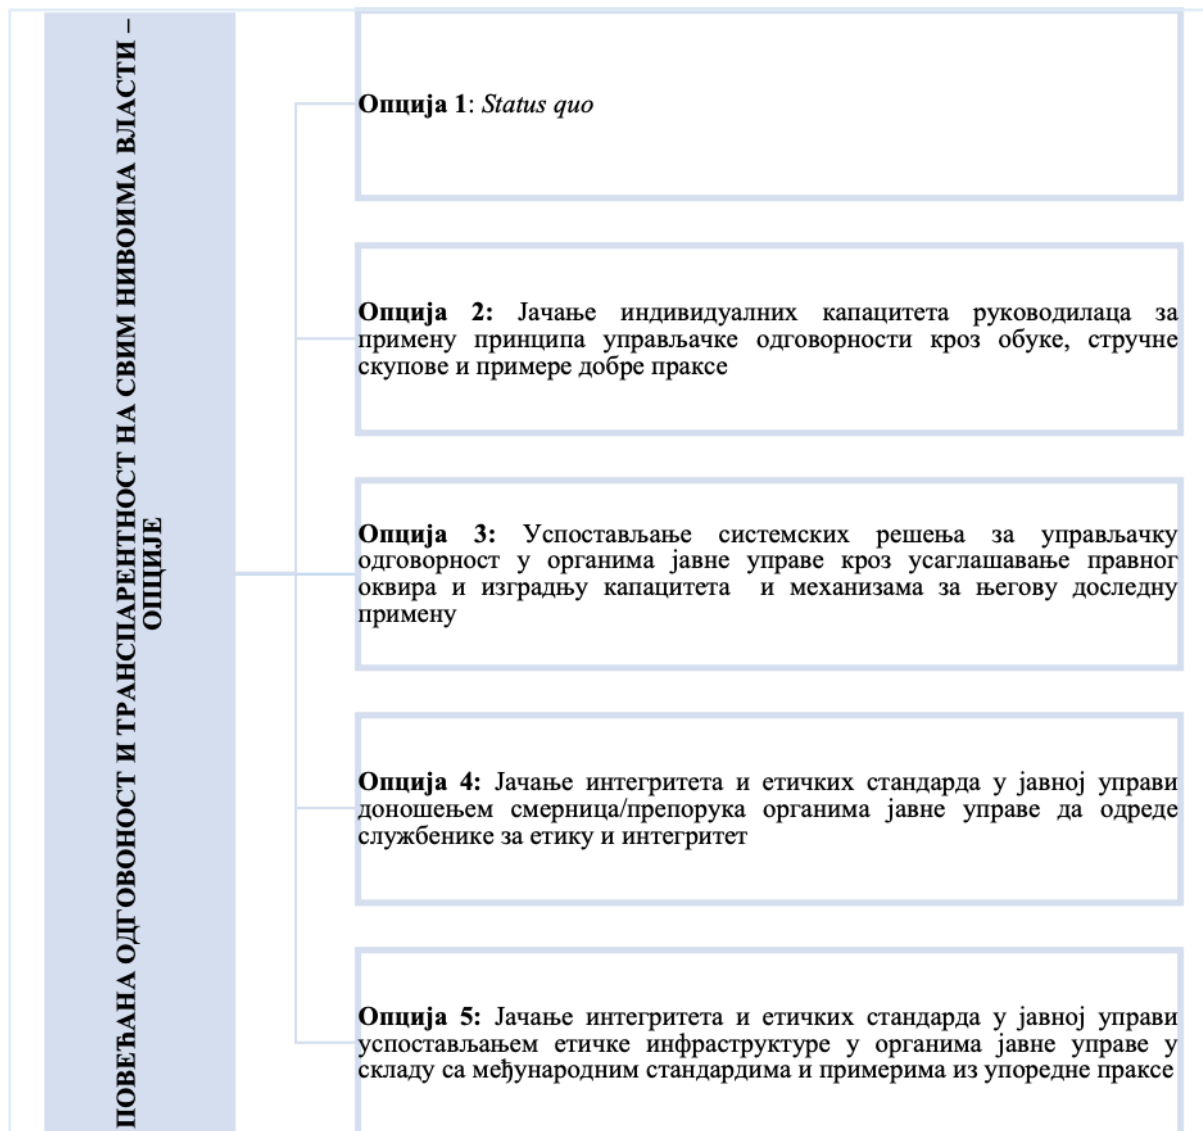 ПОВЕЋАНА ОДГОВОНОСТ И ТРАНСПАРЕНТНОСТ НА СВИМ НИВОИМА ВЛАСТИ –
ОПЦИЈЕ
Опција 1: Status quo
Опција 2: Јачање индивидуалних капацитета руководилаца за
примену принципа управљачке одговорности кроз обуке, стручне
скупове и примере добре праксе
Опција 3: Успостављање системских решења за управљачку
одговорност у органима јавне управе кроз усаглашавање правног
оквира и изградњу капацитета и механизама за његову доследну
примену
Опција 4: Јачање интегритета и етичких стандарда у јавној управи
доношењем смерница/препорука органима јавне управе да одреде
службенике за етику и интегритет
Опција 5: Јачање интегритета и етичких стандарда у јавној управи
успостављањем етичке инфраструктуре у органима јавне управе у
складу са међународним стандардима и примерима из упоредне праксе